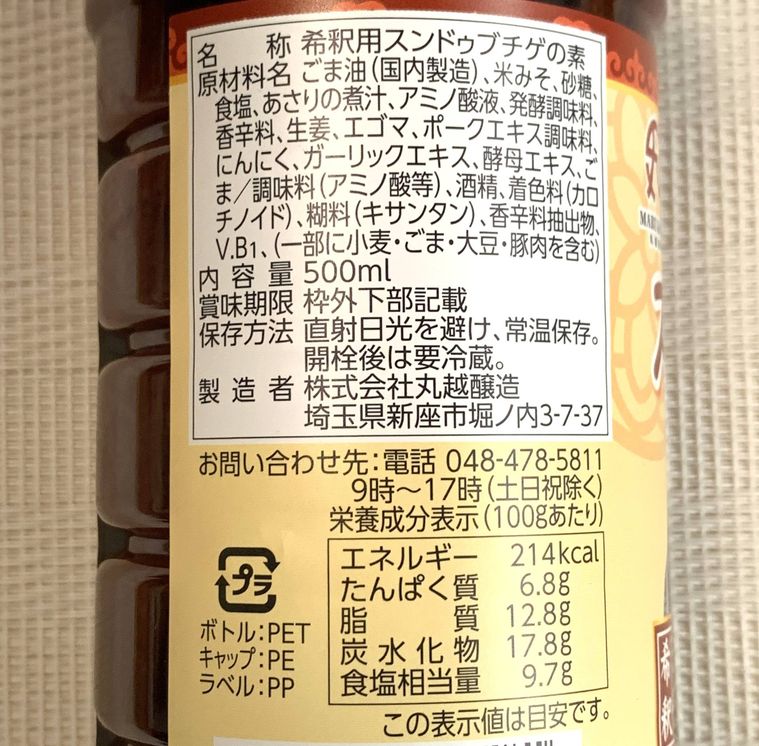 名称 希釈用スンドゥブチゲの素
原材料名 ごま油(国内製造)、米みそ、砂糖、
食塩、あさりの煮汁、アミノ酸液、発酵調味料、
香辛料、生姜、エゴマ、ポークエキス調味料、
にんにく、ガーリックエキス、酵母エキス、ご
ま/調味料(アミノ酸等)、酒精、着色料(カロ
チノイド)、糊料(キサンタン)、香辛料抽出物、
V.B1、(一部に小麦・ごま・大豆・豚肉を含む)
内容量 500ml
賞味期限 枠外下部記載
保存方法 直射日光を避け、常温保存。
開栓後は要冷蔵。
製造者 株式会社丸越醸造
埼玉県新座市堀ノ内3-7-37
お問い合わせ先:電話 048-478-5811
9時～17時(土日祝除く)
栄養成分表示(100gあたり)
エネルギー 214kcal
たんぱく質 6.8g
脂質 12.8g
炭水化物 17.8g
食塩相当量 9.7g
この表示値は目安です。
プラ
ボトル:PET
キャップ:PE
ラベル:PP
希釈